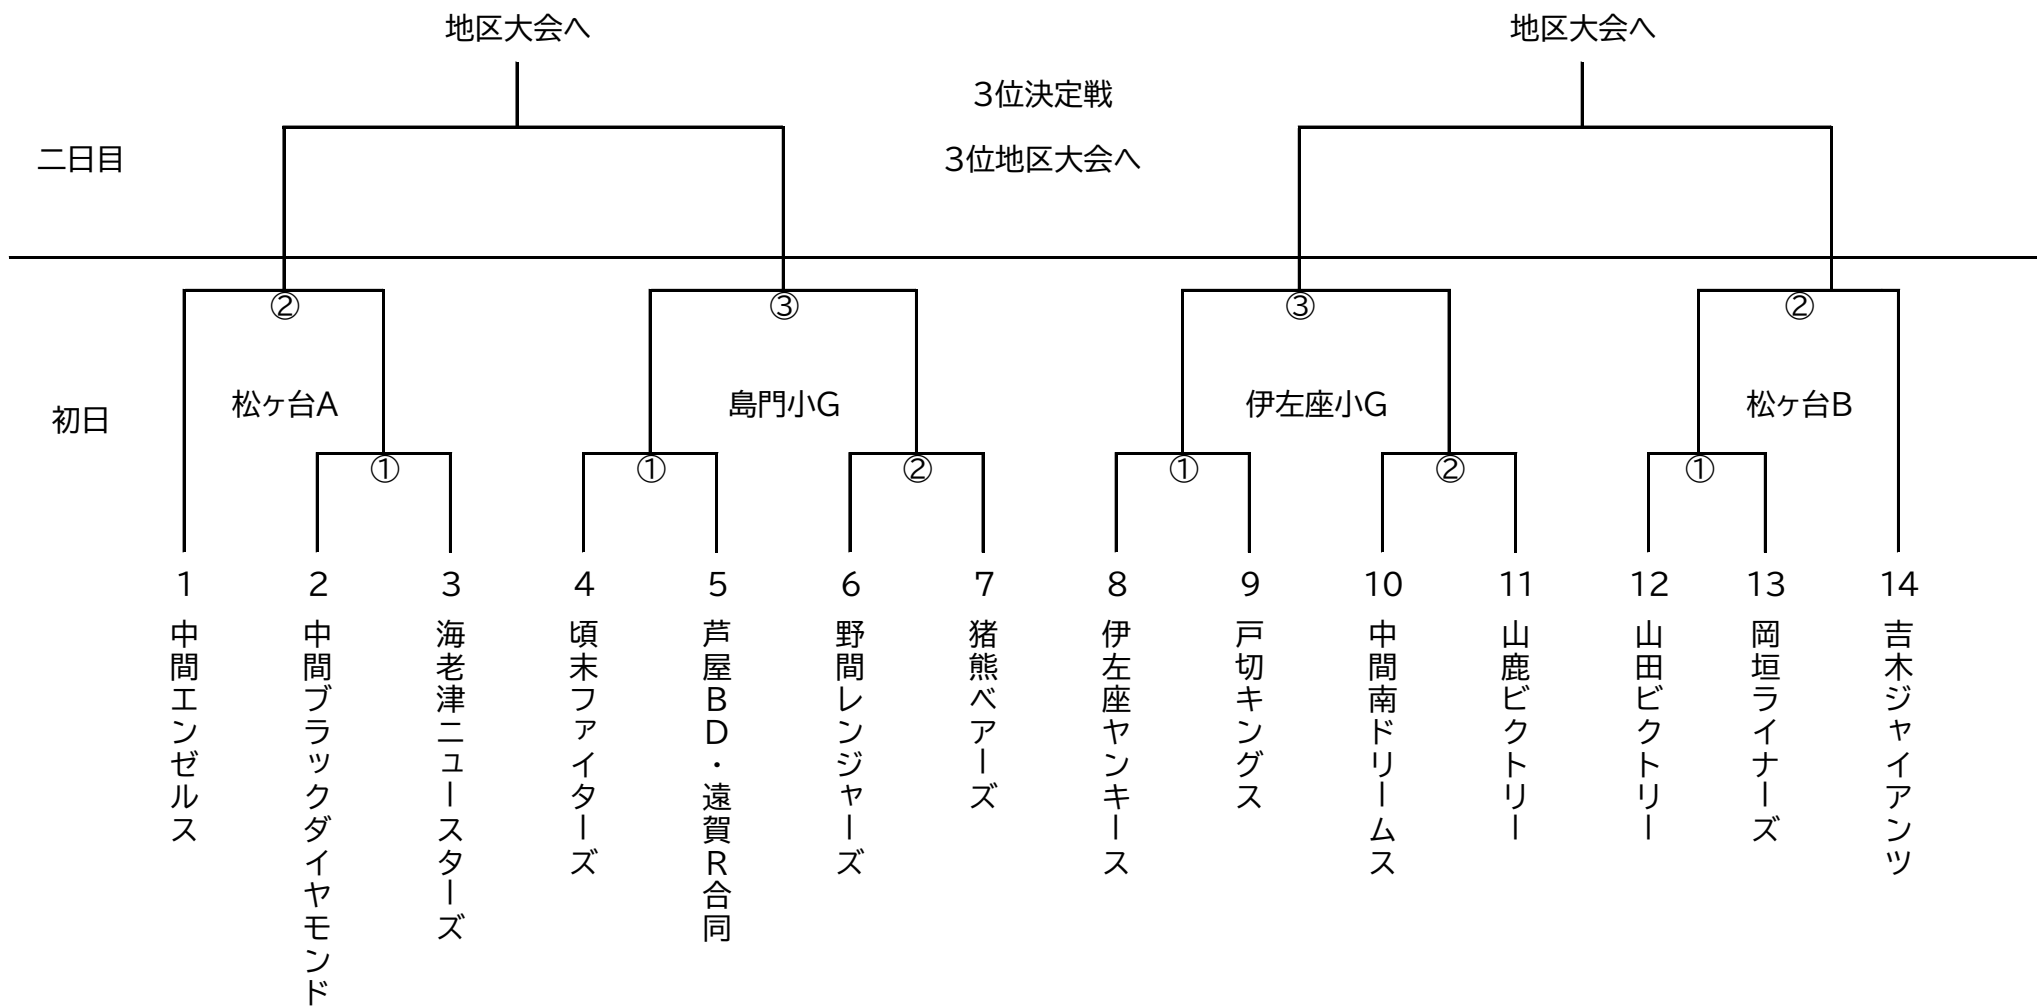 地区大会へ
地区大会へ
3位決定戦
二日目
3位地区大会へ
②
③
③
②
初日
松ヶ台A
島門小G
伊左座小G
松ヶ台B
①
①
②
①
②
①
1
2
3
4
5
6
7
8
9
10
11
12
13
14
中間エンゼルス
中間ブラックダイヤモンド
海老津ニュースターズ
頃末ファイターズ
芦屋BD・遠賀R合同
野間レンジャーズ
猪熊ベアーズ
伊左座ヤンキース
戸切キングス
中間南ドリームス
山鹿ビクトリー
山田ビクトリー
岡垣ライナーズ
吉木ジャイアンツ